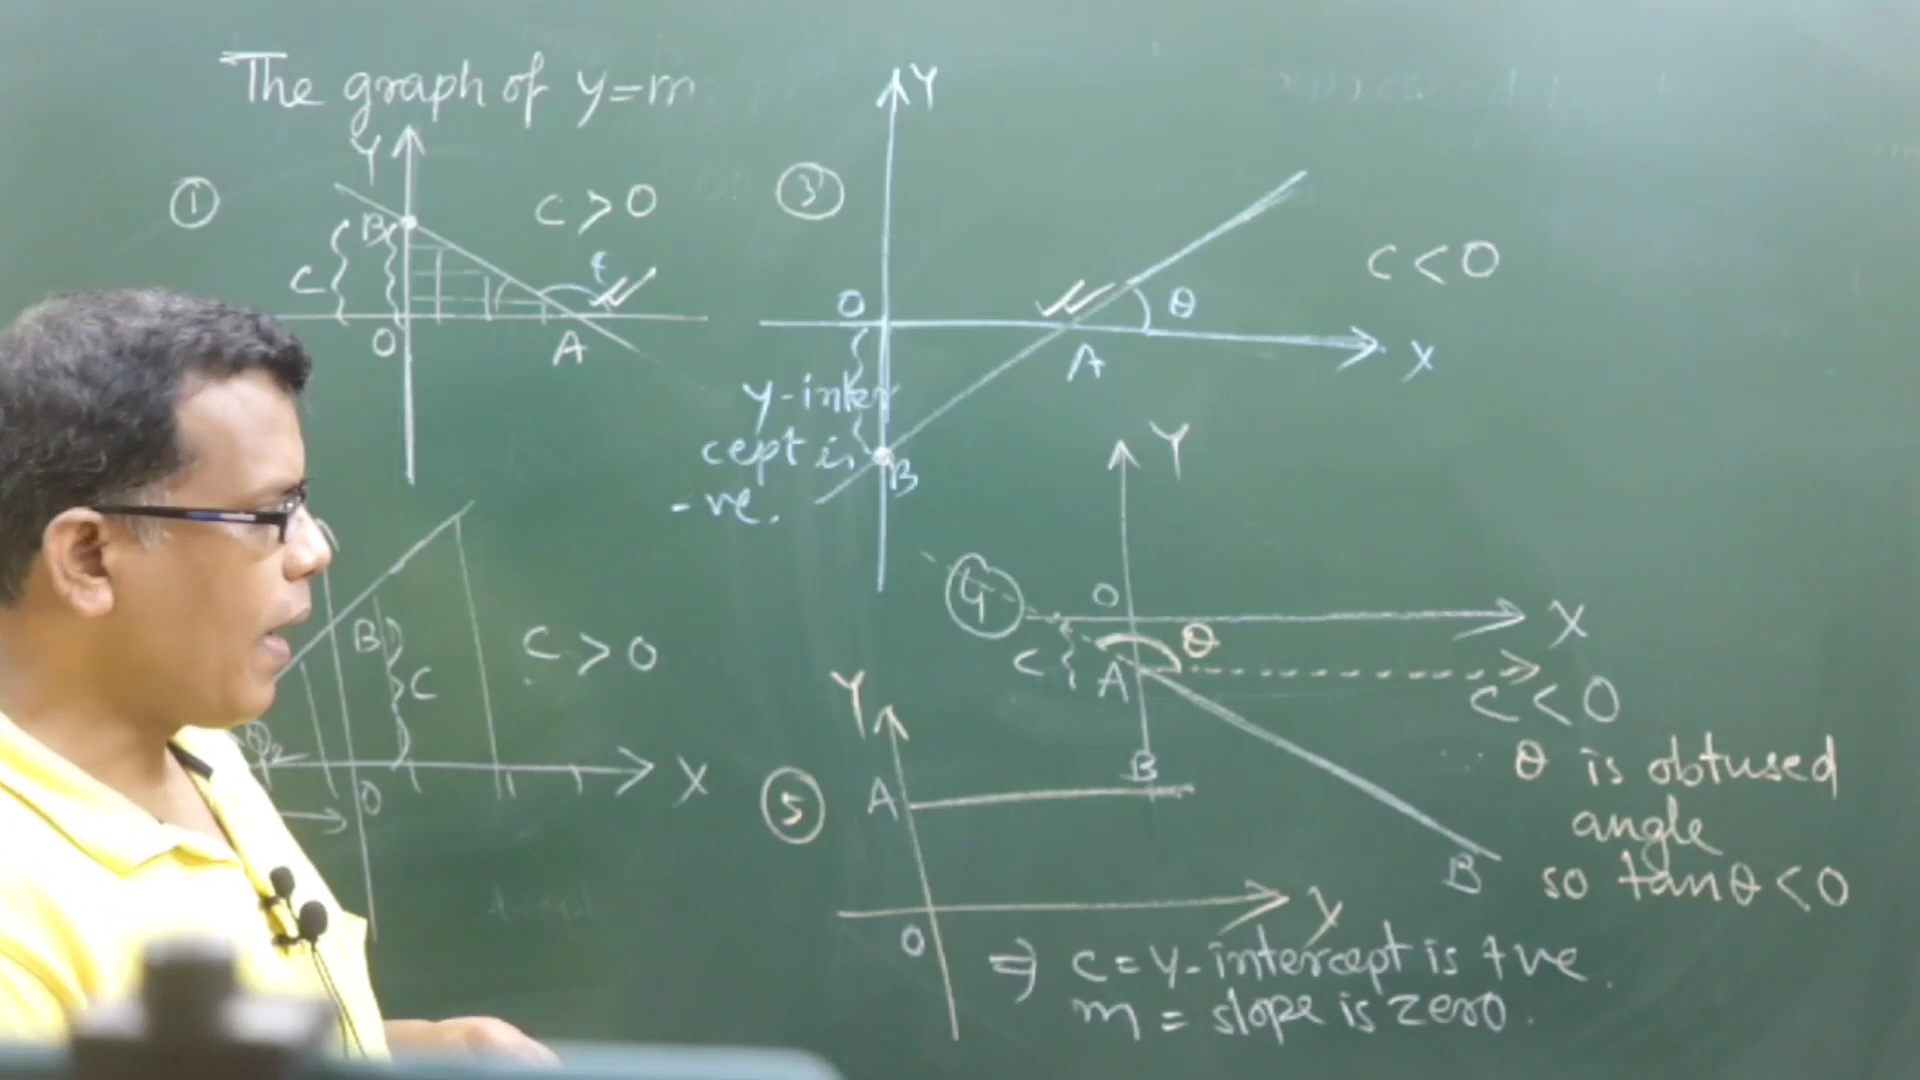 The graph of y=m
①
Y
B
C
C > 0
O
A
③
Y
O
C < 0
θ
A
X
y-inter
cept is
-ve.
B
B
C
C > 0
O
X
④
Y
O
X
θ
C
A
C < 0
B
θ is obtused
angle
so tanθ < 0
⑤
Y
A
B
O
X
⇒ C = Y-intercept is +ve.
m = slope is zero.